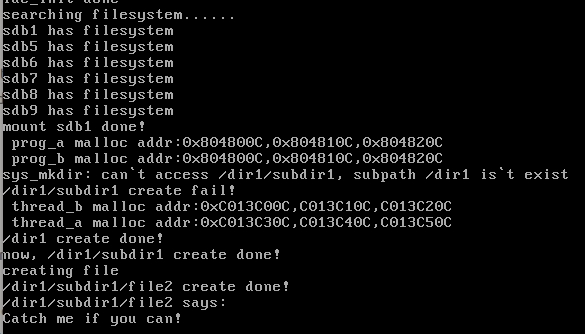 ide_init done
searching filesystem......
sdb1 has filesystem
sdb5 has filesystem
sdb6 has filesystem
sdb7 has filesystem
sdb8 has filesystem
sdb9 has filesystem
mount sdb1 done!
prog_a malloc addr:0x804800C,0x804810C,0x804820C
prog_b malloc addr:0x804800C,0x804810C,0x804820C
sys_mkdir: can`t access /dir1/subdir1, subpath /dir1 is`t exist
/dir1/subdir1 create fail!
thread_b malloc addr:C013C00C,C013C10C,C013C20C
thread_a malloc addr:C013C30C,C013C40C,C013C50C
/dir1 create done!
now, /dir1/subdir1 create done!
creating file
/dir1/subdir1/file2 create done!
/dir1/subdir1/file2 says:
Catch me if you can!